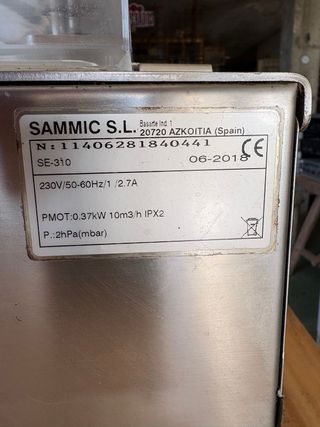 SAMMIC S.L. Basarte Ind. 1
20720 AZKOITIA (Spain)
N: 11406281840441
SE-310 06-2018 CE
230V/50-60Hz/1 /2.7A
PMOT:0.37kW 10m3/h IPX2
P.:2hPa(mbar)